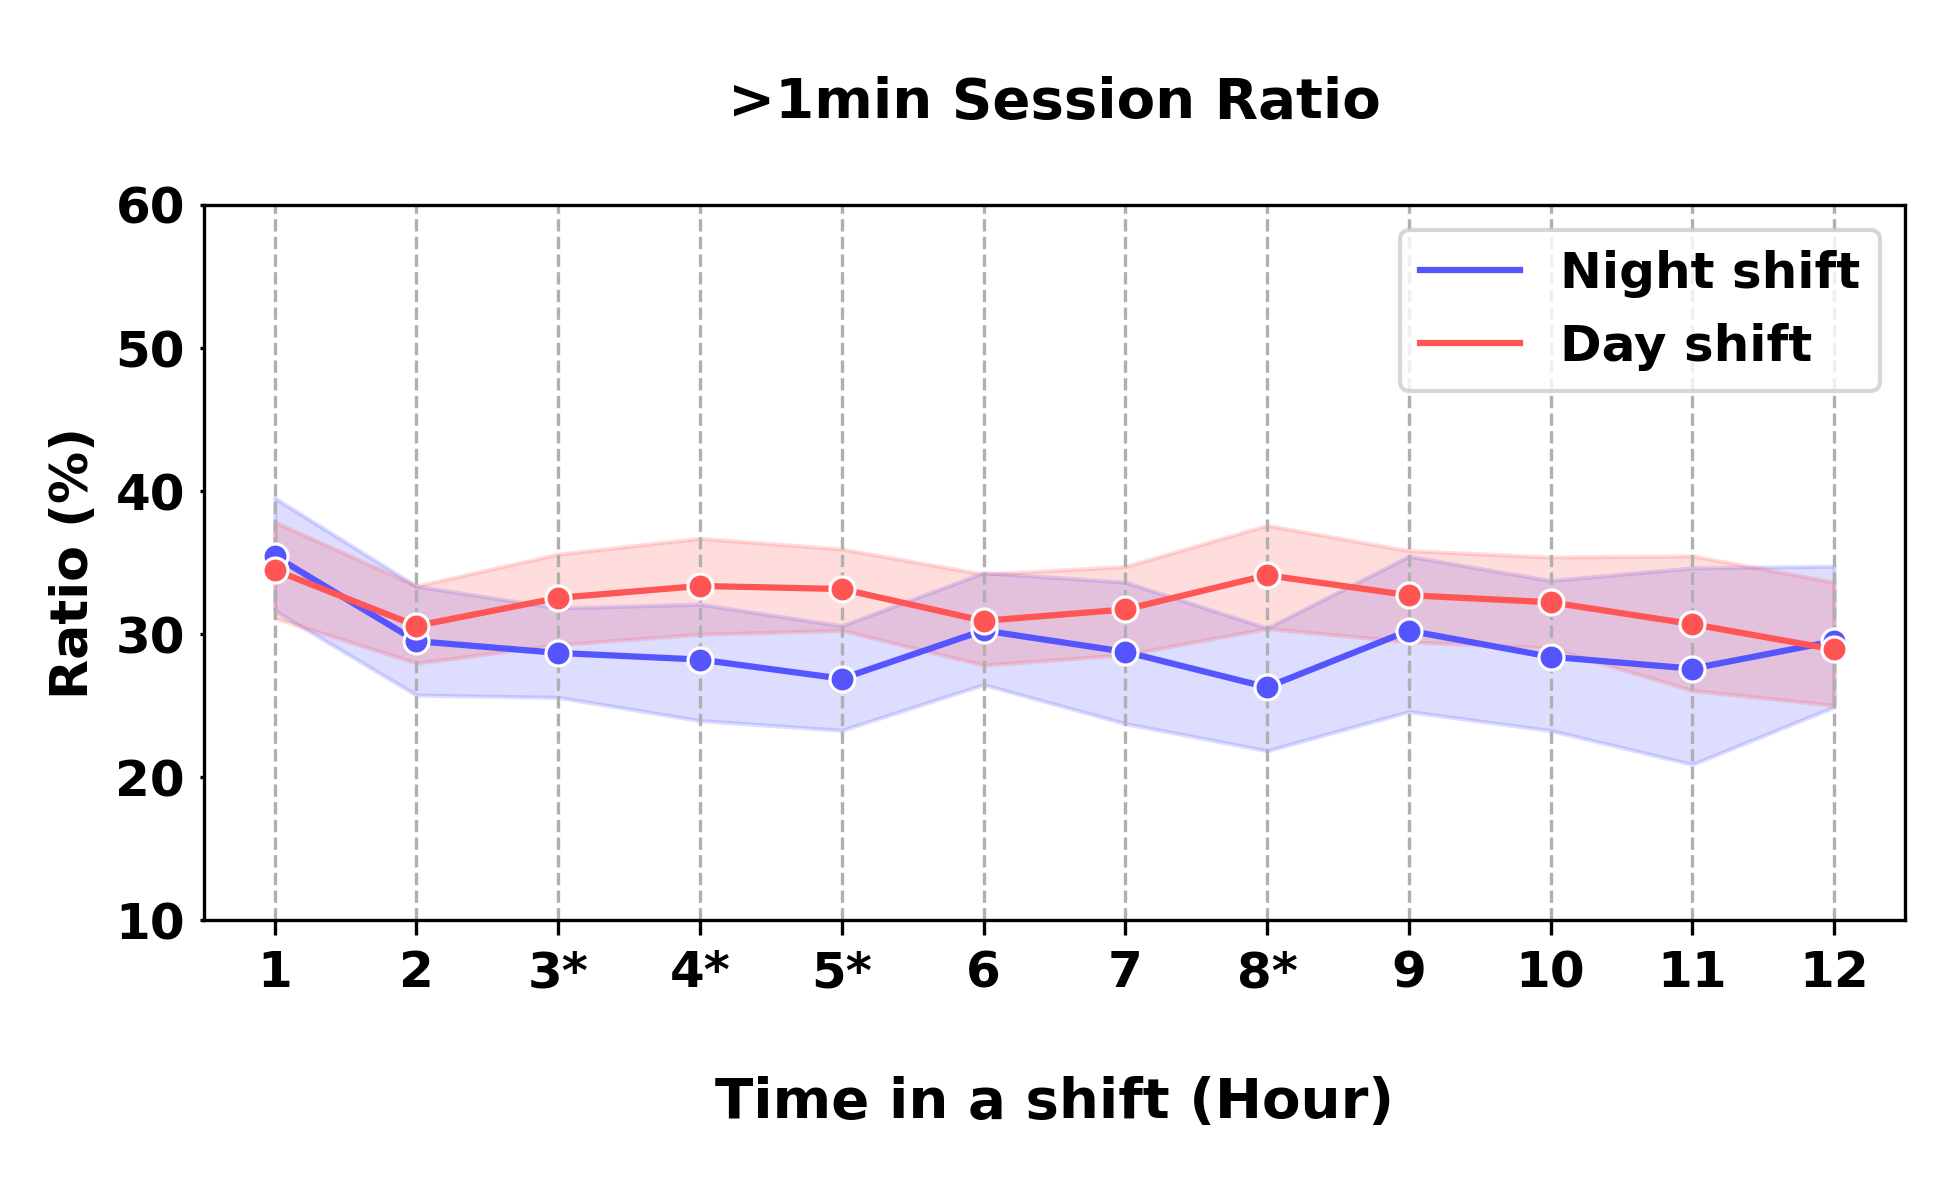 >1min Session Ratio
60
50
40
30
20
10
Ratio (%)
Night shift
Day shift
1 2 3* 4* 5* 6 7 8* 9 10 11 12
Time in a shift (Hour)